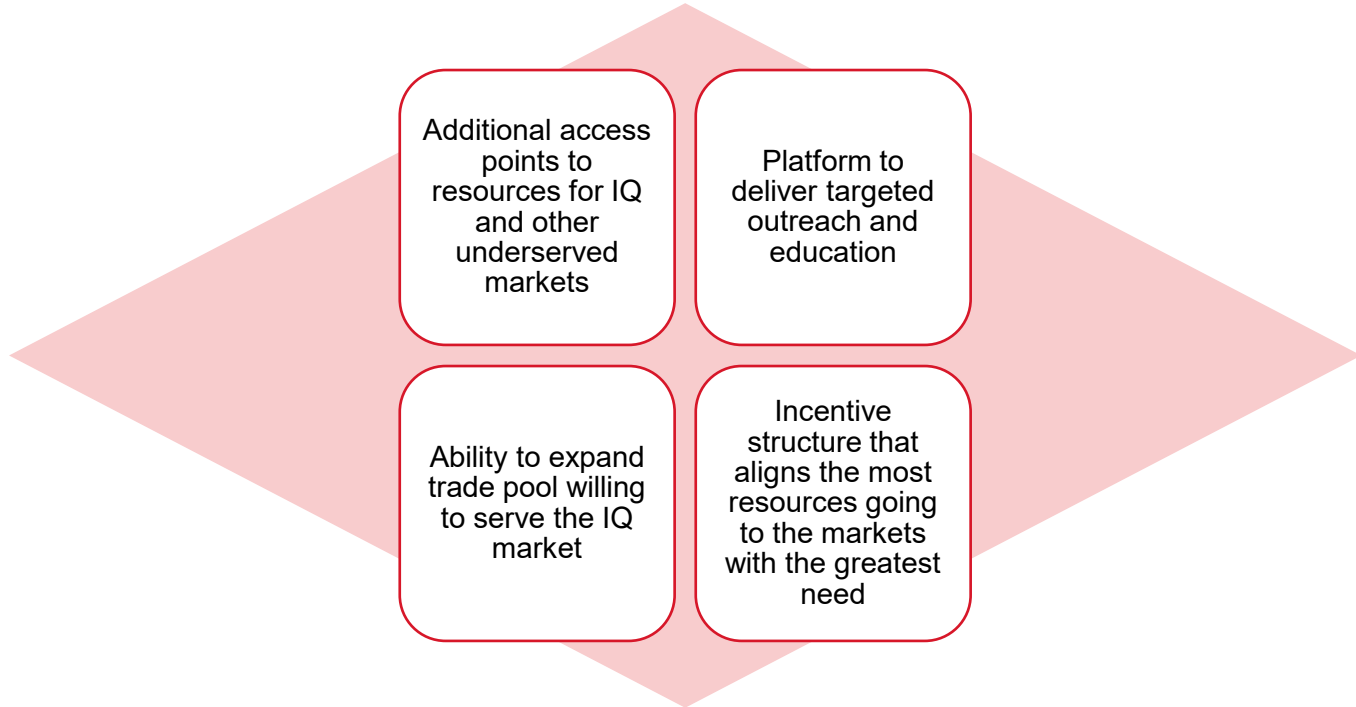 Additional access
points to
resources for IQ
and other
underserved
markets
Platform to
deliver targeted
outreach and
education
Ability to expand
trade pool willing
to serve the IQ
market
Incentive
structure that
aligns the most
resources going
to the markets
with the greatest
need